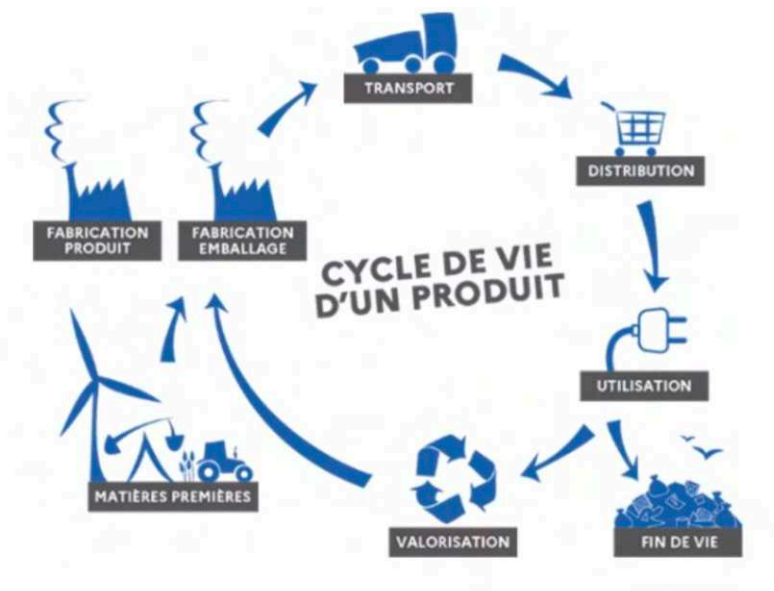 TRANSPORT
DISTRIBUTION
FABRICATION
PRODUIT
FABRICATION
EMBALLAGE
CYCLE DE VIE
D'UN PRODUIT
UTILISATION
MATIÈRES PREMIÈRES
VALORISATION
FIN DE VIE